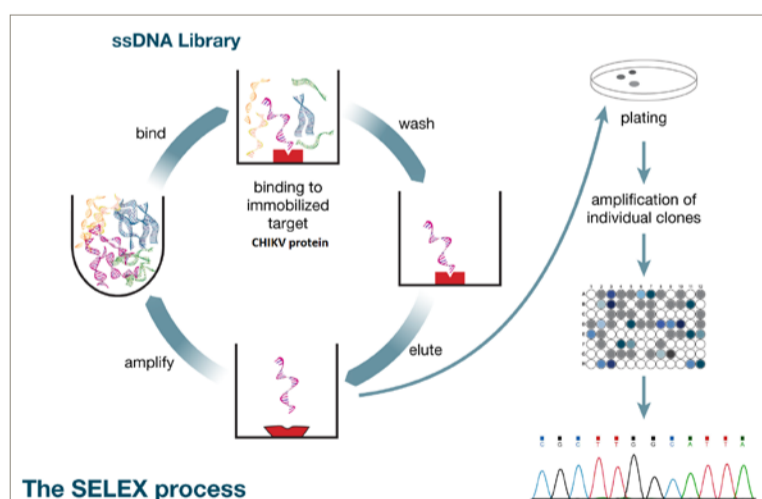 ssDNA Library
bind
wash
binding to
immobilized
target
CHIKV protein
amplify
elute
plating
amplification of
individual clones
C G C T T G G C A T T A
The SELEX process